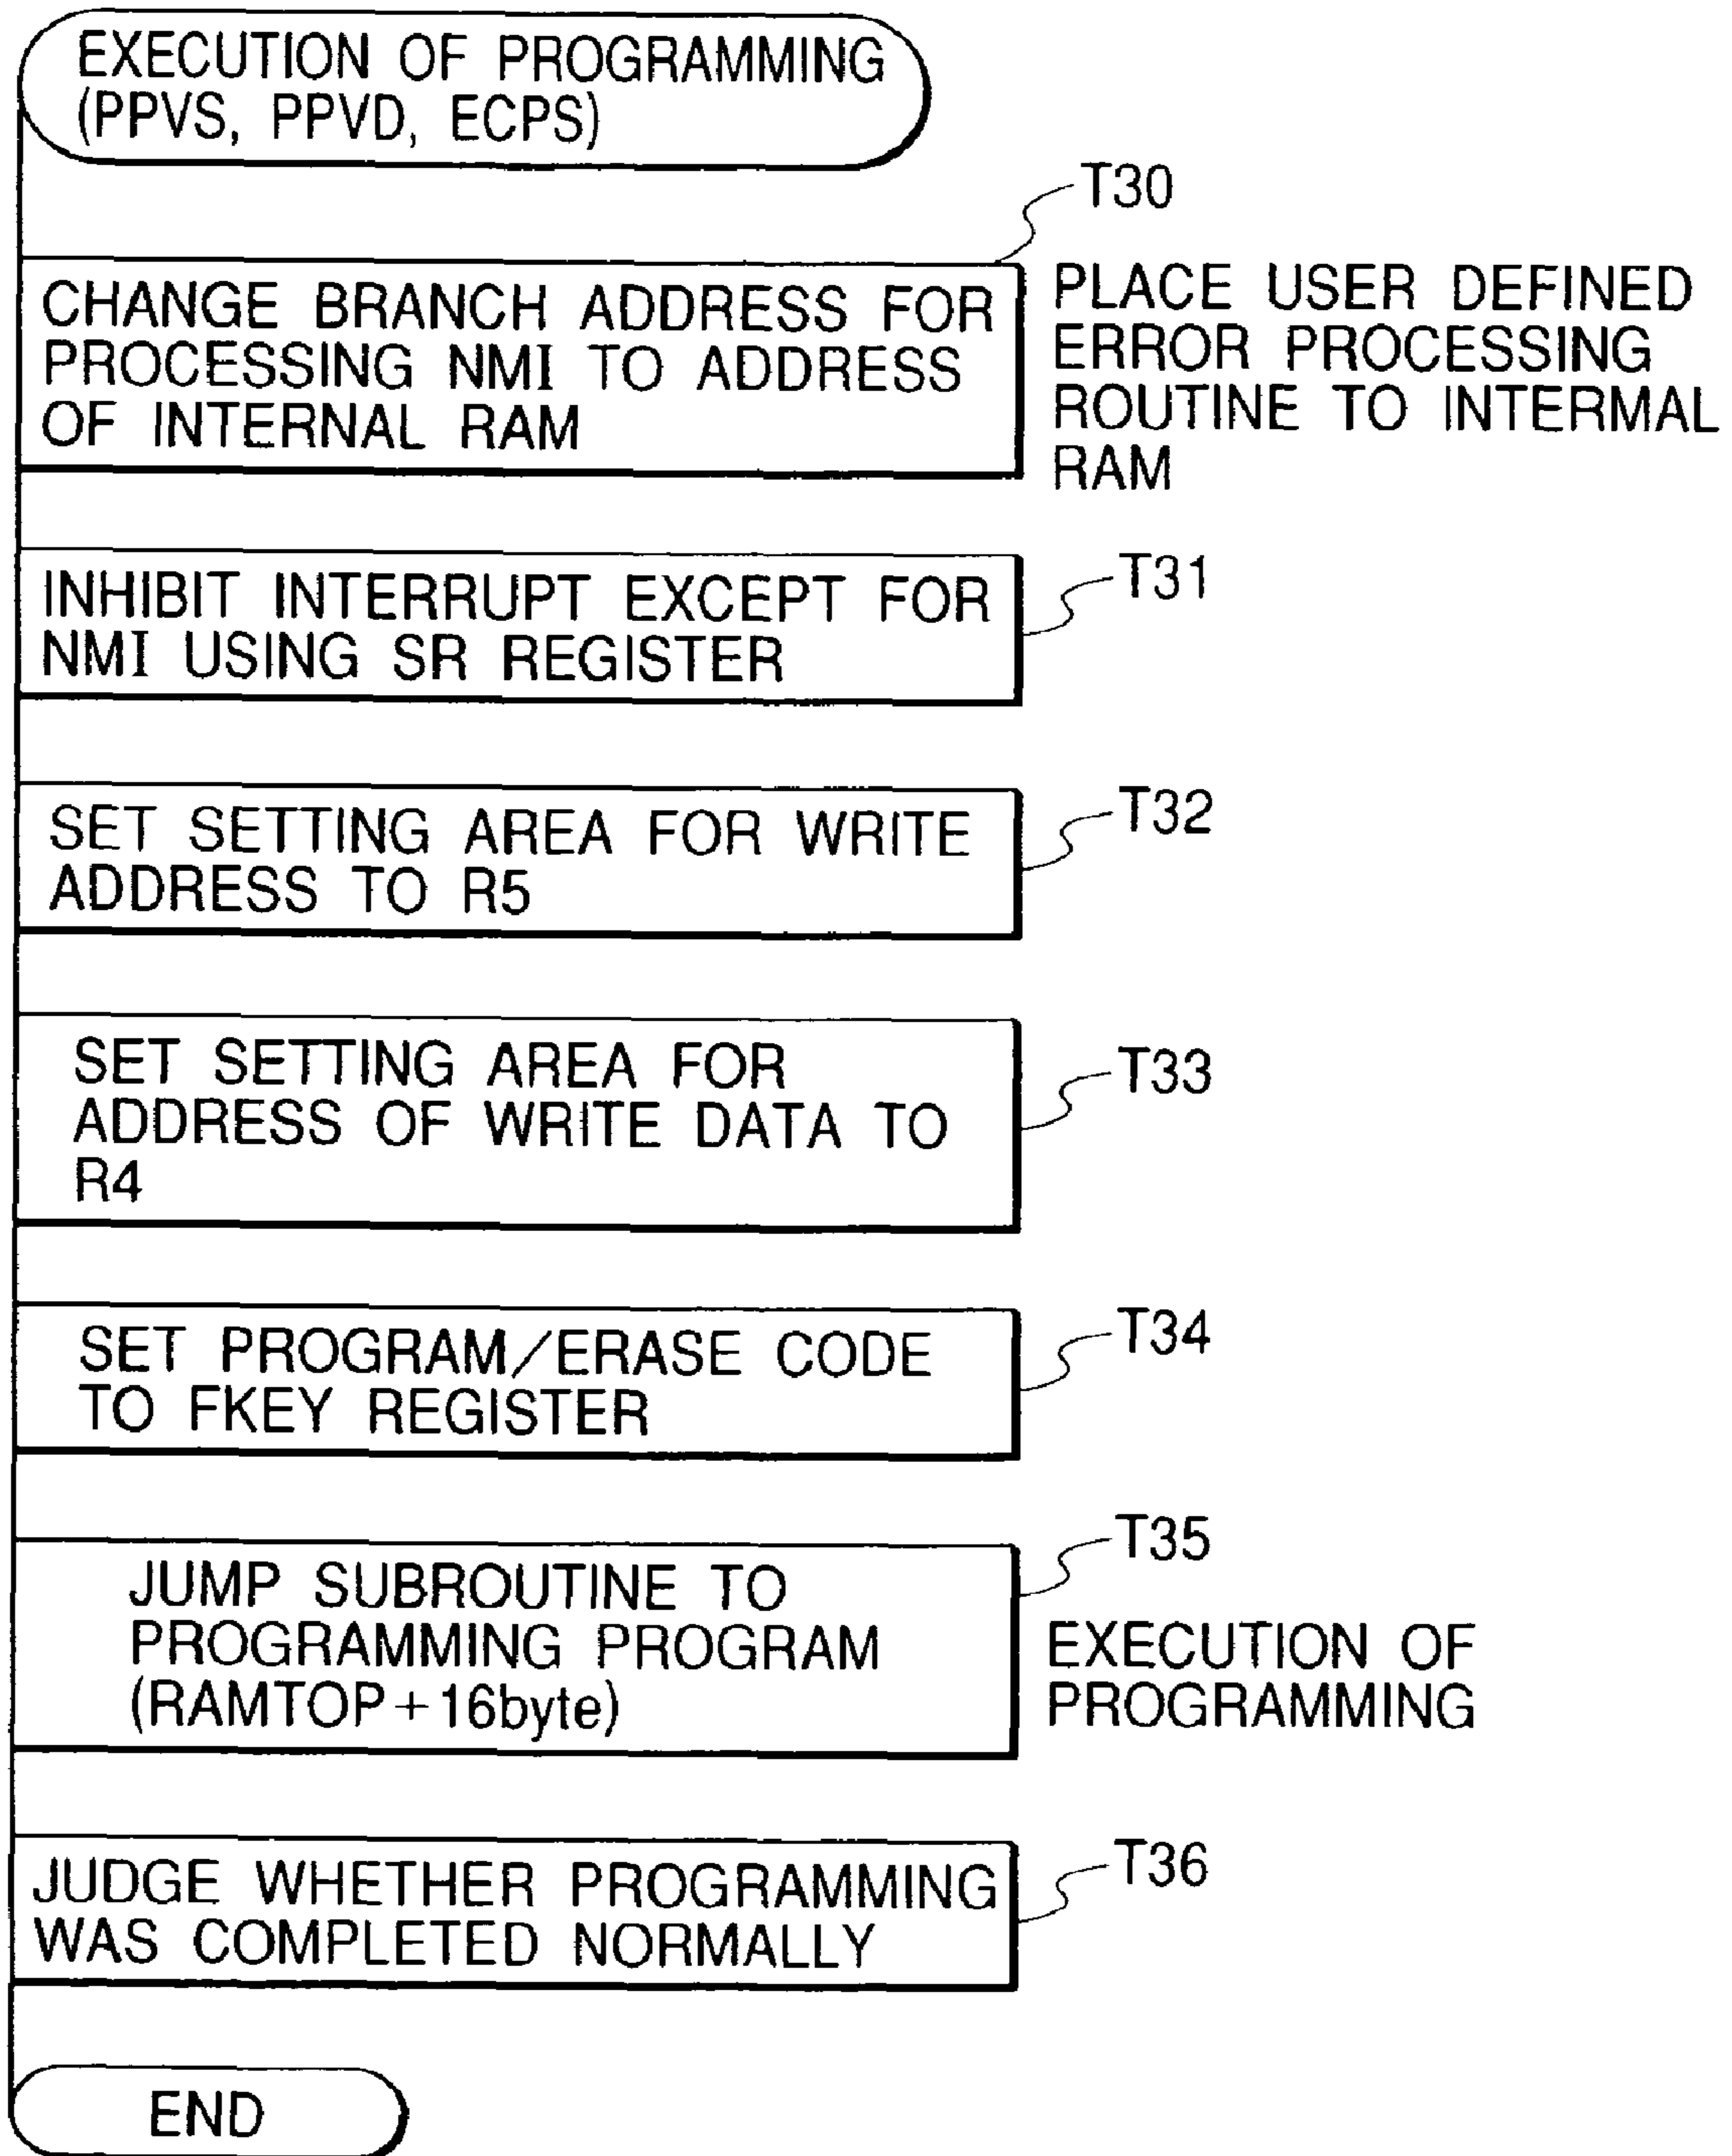 EXECUTION OF PROGRAMMING
(PPVS, PPVD, ECPS)
T30
CHANGE BRANCH ADDRESS FOR
PROCESSING NMI TO ADDRESS
OF INTERNAL RAM
PLACE USER DEFINED
ERROR PROCESSING
ROUTINE TO INTERMAL
RAM
INHIBIT INTERRUPT EXCEPT FOR
NMI USING SR REGISTER
T31
SET SETTING AREA FOR WRITE
ADDRESS TO R5
T32
SET SETTING AREA FOR
ADDRESS OF WRITE DATA TO
R4
T33
SET PROGRAM/ERASE CODE
TO FKEY REGISTER
T34
JUMP SUBROUTINE TO
PROGRAMMING PROGRAM
(RAMTOP+16byte)
T35
EXECUTION OF
PROGRAMMING
JUDGE WHETHER PROGRAMMING
WAS COMPLETED NORMALLY
T36
END